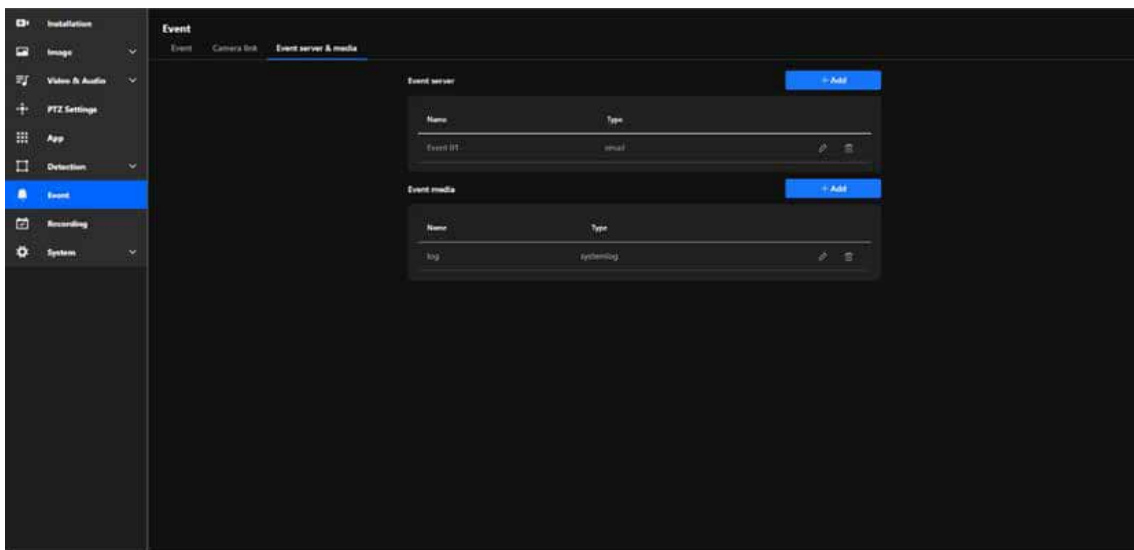 Installation
Image
Video & Audio
PTZ Settings
App
Detection
Event
Recording
System
Event
Event Camera link Event server & media
Event server + Add
Name Type
Event 01 email
Event media + Add
Name Type
log systemlog